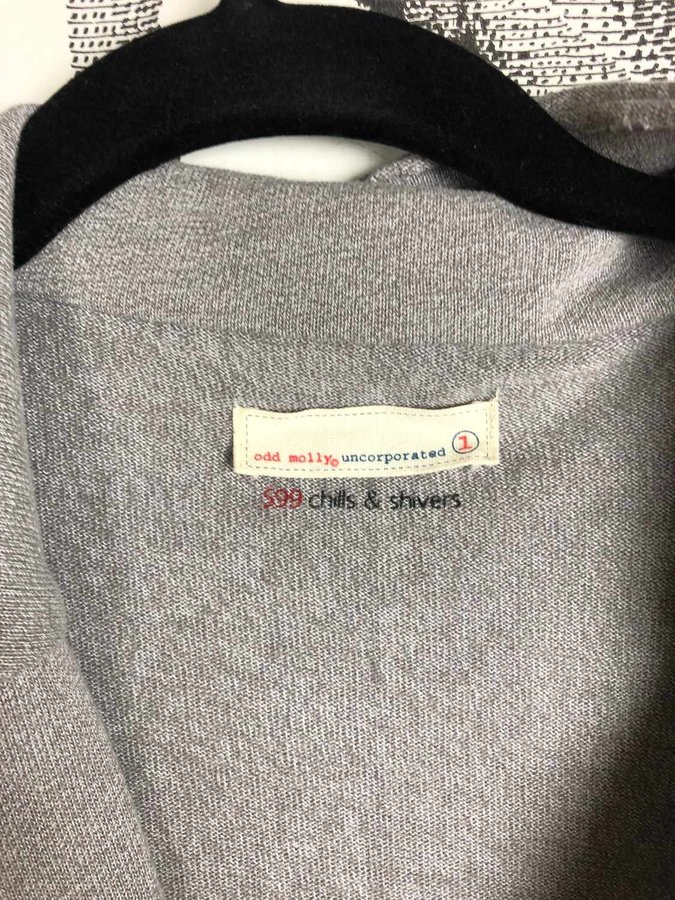 odd molly® uncorporated 1
599 chills & shivers